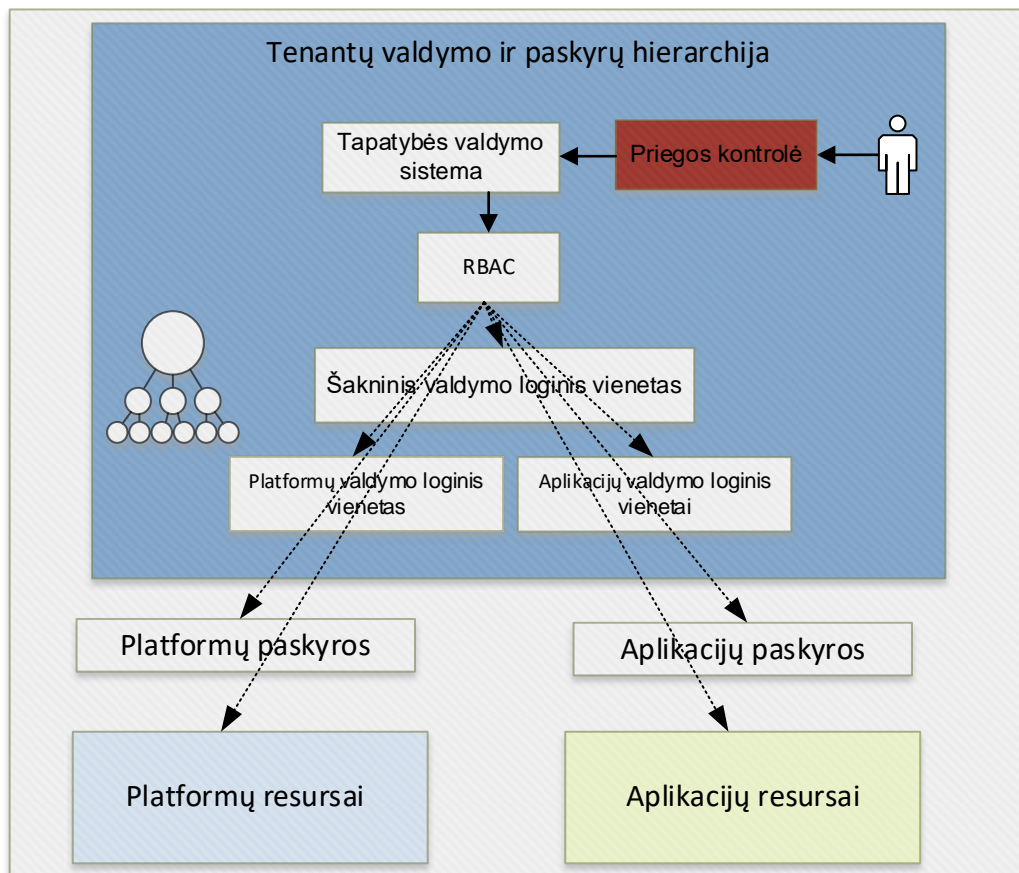 Tenantų valdymo ir paskyrų hierarchija
Tapatybės valdymo
sistema
Priegos kontrolė
RBAC
Šakninis valdymo loginis vienetas
Platformų valdymo loginis
vienetas
Aplikacijų valdymo loginis
vienetai
Platformų paskyros
Aplikacijų paskyros
Platformų resursai
Aplikacijų resursai